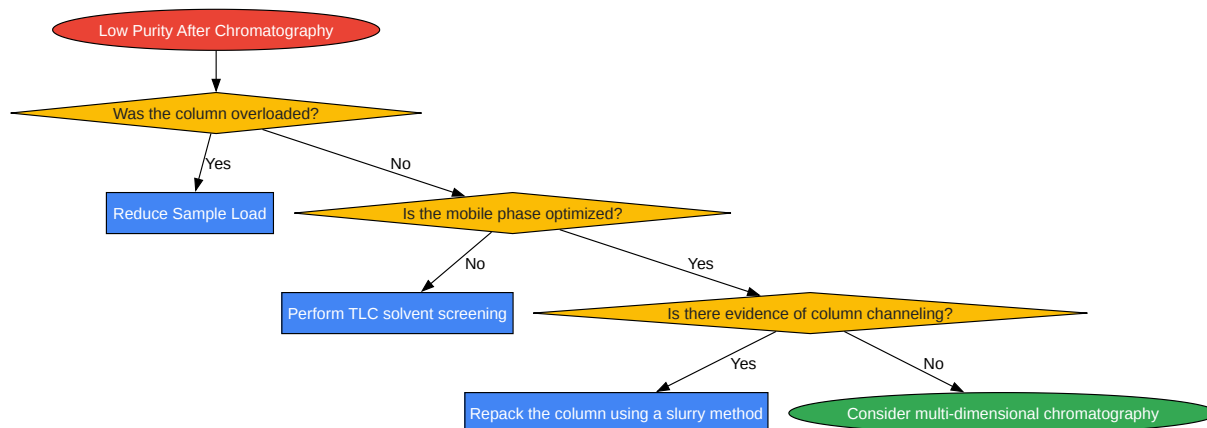 Low Purity After Chromatography
Was the column overloaded?
Yes
No
Reduce Sample Load
Is the mobile phase optimized?
No
Yes
Perform TLC solvent screening
Is there evidence of column channeling?
Yes
No
Repack the column using a slurry method
Consider multi-dimensional chromatography